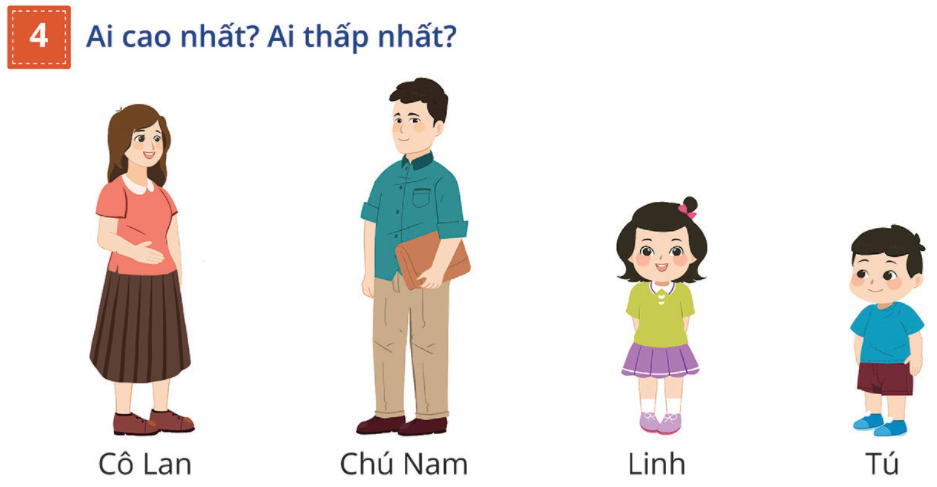 4 Ai cao nhất? Ai thấp nhất?
Cô Lan Chú Nam Linh Tú